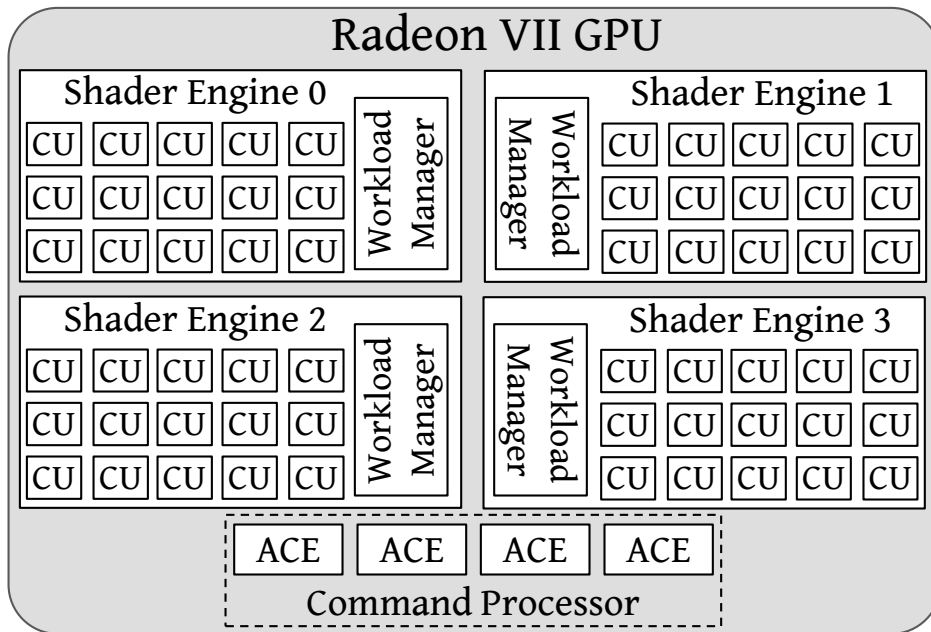 Radeon VII GPU
Shader Engine 0
CU CU CU CU CU
CU CU CU CU CU
CU CU CU CU CU
Workload
Manager
Shader Engine 1
Workload
Manager
CU CU CU CU CU
CU CU CU CU CU
CU CU CU CU CU
Shader Engine 2
CU CU CU CU CU
CU CU CU CU CU
CU CU CU CU CU
Workload
Manager
Shader Engine 3
Workload
Manager
CU CU CU CU CU
CU CU CU CU CU
CU CU CU CU CU
ACE ACE ACE ACE
Command Processor